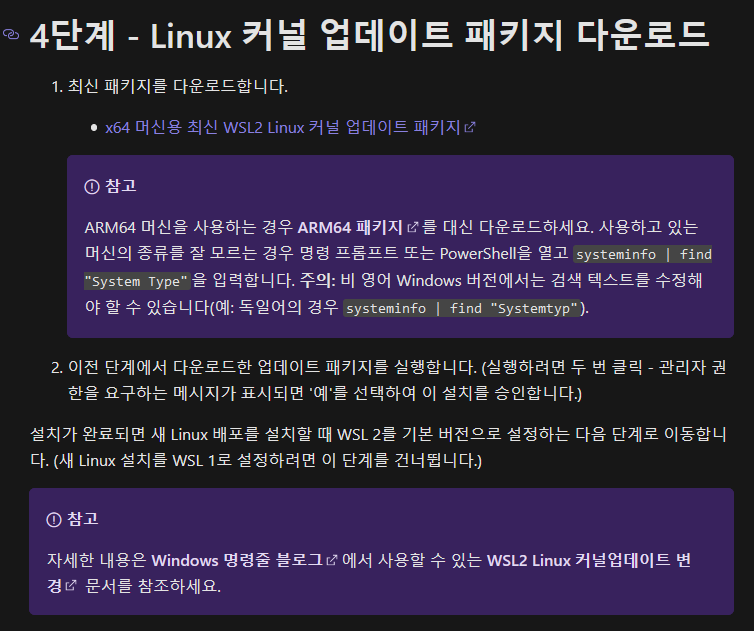 4단계 - Linux 커널 업데이트 패키지 다운로드
1. 최신 패키지를 다운로드합니다.
• x64 머신용 최신 WSL2 Linux 커널 업데이트 패키지
참고
ARM64 머신을 사용하는 경우 ARM64 패키지를 대신 다운로드하세요. 사용하고 있는
머신의 종류를 잘 모르는 경우 명령 프롬프트 또는 PowerShell을 열고 systeminfo | find
"System Type"을 입력합니다. 주의: 비 영어 Windows 버전에서는 검색 텍스트를 수정해
야 할 수 있습니다(예: 독일어의 경우 systeminfo | find "Systemtyp").
2. 이전 단계에서 다운로드한 업데이트 패키지를 실행합니다. (실행하려면 두 번 클릭 - 관리자 권
한을 요구하는 메시지가 표시되면 '예'를 선택하여 이 설치를 승인합니다.)
설치가 완료되면 새 Linux 배포를 설치할 때 WSL 2를 기본 버전으로 설정하는 다음 단계로 이동합니
다. (새 Linux 설치를 WSL 1로 설정하려면 이 단계를 건너뜁니다.)
참고
자세한 내용은 Windows 명령줄 블로그에서 사용할 수 있는 WSL2 Linux 커널업데이트 변
경 문서를 참조하세요.